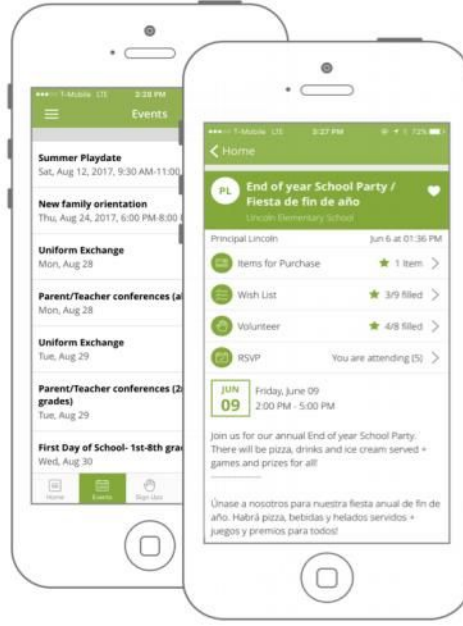 T-Mobile LTE 3:28 PM
Events
Summer Playdate
Sat, Aug 12, 2017, 9:30 AM-11:00
New family orientation
Thu, Aug 24, 2017, 6:00 PM-8:00
Uniform Exchange
Mon, Aug 28
Parent/Teacher conferences
Mon, Aug 28
Uniform Exchange
Tue, Aug 29
Parent/Teacher conferences
grades)
Tue, Aug 29
First Day of School- 1st-8th
Wed, Aug 30
Home Events Sign Ups
T-Mobile LTE 3:27 PM 72%
Home
PL
End of year School Party /
Fiesta de fin de año
Lincoln Elementary School
Principal Lincoln Jun 6 at 01:36 PM
Items for Purchase 1 Item
Wish List 3/9 filled
Volunteer 4/8 filled
RSVP You are attending (5)
JUN
09
Friday, June 09
2:00 PM - 5:00 PM
Join us for our annual End of year School Party.
There will be pizza, drinks and ice cream served +
games and prizes for all!
Únase a nosotros para nuestra fiesta anual de fin de
año. Habrá pizza, bebidas y helados servidos +
juegos y premios para todos!